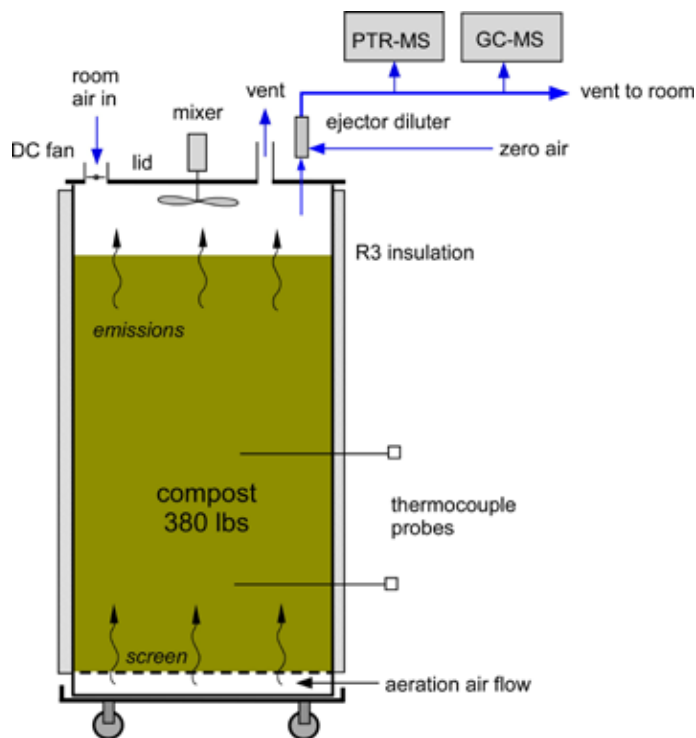 PTR-MS
GC-MS
room
air in
vent
vent to room
mixer
ejector diluter
DC fan
lid
zero air
R3 insulation
emissions
compost
380 lbs
thermocouple
probes
screen
aeration air flow